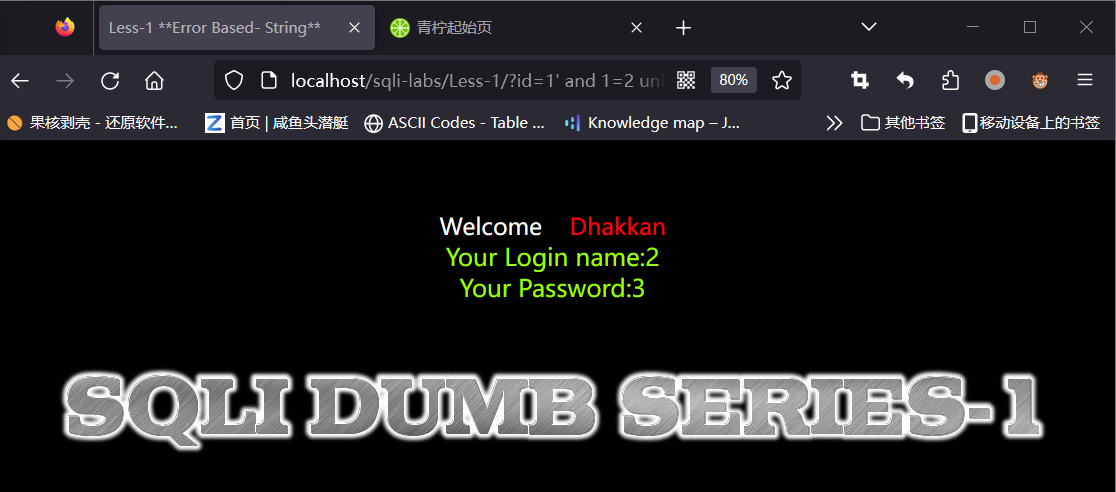 Less-1 **Error Based- String**
青柠起始页
localhost/sqli-labs/Less-1/?id=1' and 1=2 uni
80%
果核剥壳 - 还原软件...
首页 | 咸鱼头潜艇
ASCII Codes - Table ...
Knowledge map – J...
其他书签
移动设备上的书签
Welcome Dhakkan
Your Login name:2
Your Password:3
SQLI DUMB SERIES-1